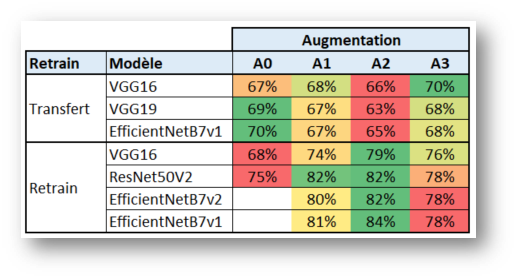 Augmentation
Retrain Modèle A0 A1 A2 A3
Transfert
VGG16 67% 68% 66% 70%
VGG19 69% 67% 63% 68%
EfficientNetB7v1 70% 67% 65% 68%
Retrain
VGG16 68% 74% 79% 76%
ResNet50V2 75% 82% 82% 78%
EfficientNetB7v2 80% 82% 78%
EfficientNetB7v1 81% 84% 78%